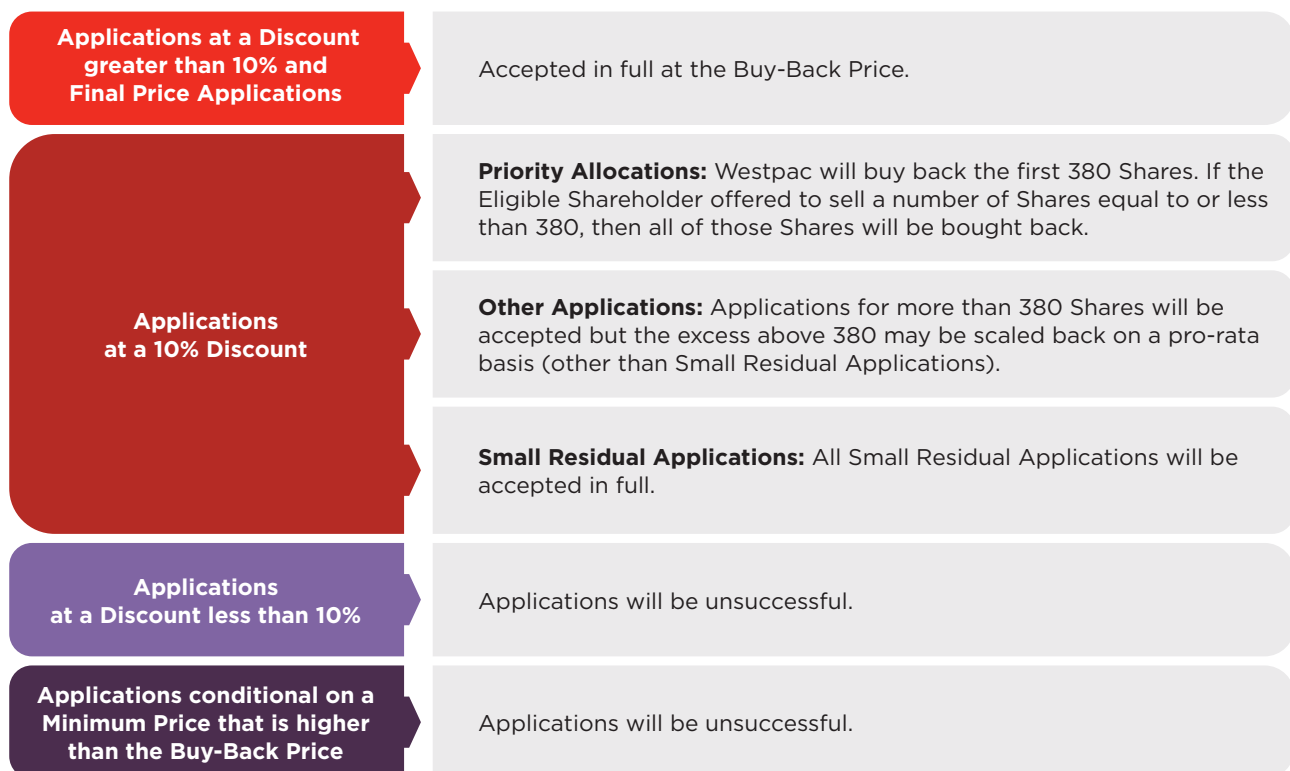 Applications at a Discount
greater than 10% and
Final Price Applications
Accepted in full at the Buy-Back Price.
Applications
at a 10% Discount
Priority Allocations: Westpac will buy back the first 380 Shares. If the
Eligible Shareholder offered to sell a number of Shares equal to or less
than 380, then all of those Shares will be bought back.
Other Applications: Applications for more than 380 Shares will be
accepted but the excess above 380 may be scaled back on a pro-rata
basis (other than Small Residual Applications).
Small Residual Applications: All Small Residual Applications will be
accepted in full.
Applications
at a Discount less than 10%
Applications will be unsuccessful.
Applications conditional on a
Minimum Price that is higher
than the Buy-Back Price
Applications will be unsuccessful.